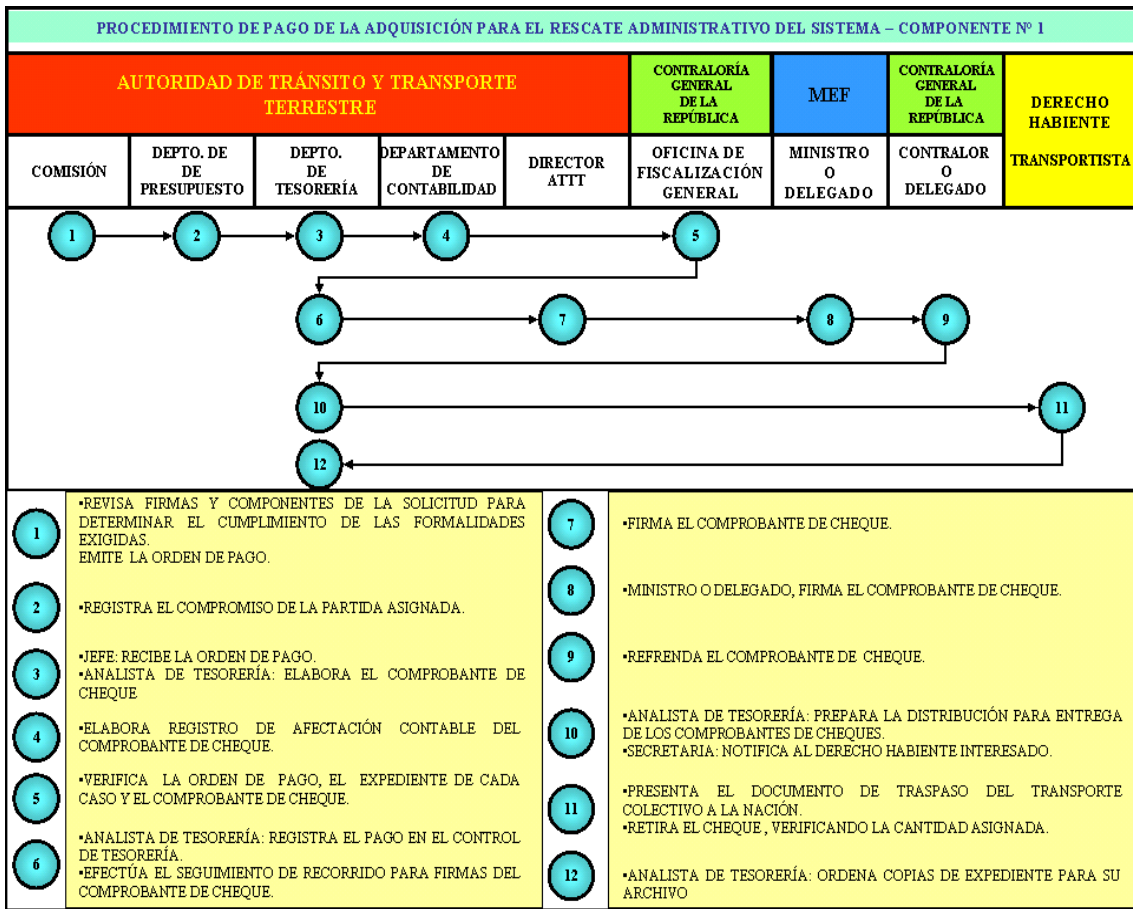 PROCEDIMIENTO DE PAGO DE LA ADQUISICIÓN PARA EL RESCATE ADMINISTRATIVO DEL SISTEMA – COMPONENTE Nº 1
AUTORIDAD DE TRÁNSITO Y TRANSPORTE
TERRESTRE
CONTRALORÍA
GENERAL
DE LA
REPÚBLICA
MEF
CONTRALORÍA
GENERAL
DE LA
REPÚBLICA
DERECHO
HABIENTE
TRANSPORTISTA
COMISIÓN
DEPTO. DE
DE
PRESUPUESTO
DEPTO.
DE
TESORERÍA
DEPARTAMENTO
DE
CONTABILIDAD
DIRECTOR
ATTT
OFICINA DE
FISCALIZACIÓN
GENERAL
MINISTRO
O
DELEGADO
CONTRALOR
O
DELEGADO
1
2
3
4
5
6
7
8
9
10
11
12
1
•REVISA FIRMAS Y COMPONENTES DE LA SOLICITUD PARA
DETERMINAR EL CUMPLIMIENTO DE LAS FORMALIDADES
EXIGIDAS.
EMITE LA ORDEN DE PAGO.
2
•REGISTRA EL COMPROMISO DE LA PARTIDA ASIGNADA.
3
•JEFE: RECIBE LA ORDEN DE PAGO.
•ANALISTA DE TESORERÍA: ELABORA EL COMPROBANTE DE
CHEQUE
4
•ELABORA REGISTRO DE AFECTACIÓN CONTABLE DEL
COMPROBANTE DE CHEQUE.
5
•VERIFICA LA ORDEN DE PAGO, EL EXPEDIENTE DE CADA
CASO Y EL COMPROBANTE DE CHEQUE.
6
•ANALISTA DE TESORERÍA: REGISTRA EL PAGO EN EL CONTROL
DE TESORERÍA.
•EFECTÚA EL SEGUIMIENTO DE RECORRIDO PARA FIRMAS DEL
COMPROBANTE DE CHEQUE.
7
•FIRMA EL COMPROBANTE DE CHEQUE.
8
•MINISTRO O DELEGADO, FIRMA EL COMPROBANTE DE CHEQUE.
9
•REFRENDA EL COMPROBANTE DE CHEQUE.
10
•ANALISTA DE TESORERÍA: PREPARA LA DISTRIBUCIÓN PARA ENTREGA
DE LOS COMPROBANTES DE CHEQUES.
•SECRETARIA: NOTIFICA AL DERECHO HABIENTE INTERESADO.
11
•PRESENTA EL DOCUMENTO DE TRASPASO DEL TRANSPORTE
COLECTIVO A LA NACIÓN.
•RETIRA EL CHEQUE , VERIFICANDO LA CANTIDAD ASIGNADA.
12
•ANALISTA DE TESORERÍA: ORDENA COPIAS DE EXPEDIENTE PARA SU
ARCHIVO